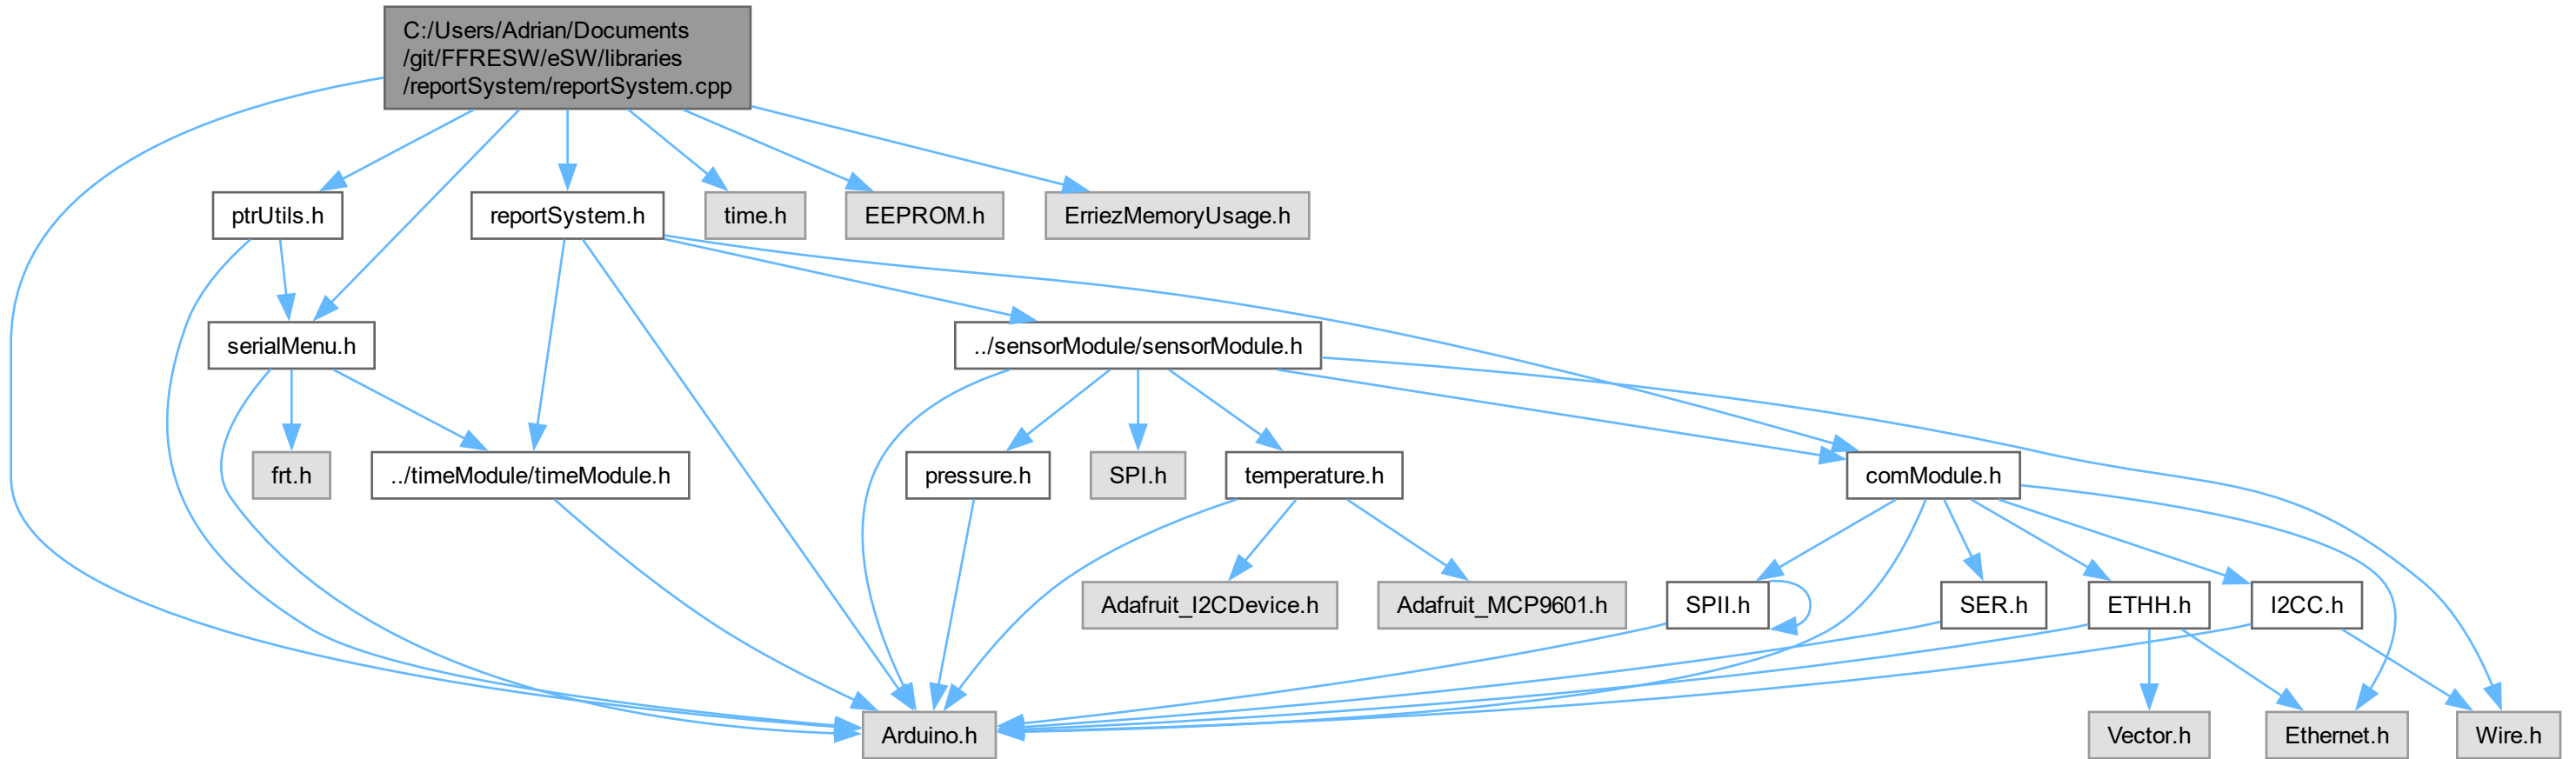 C:/Users/Adrian/Documents
/git/FFRESW/eSW/libraries
/reportSystem/reportSystem.cpp
ptrUtils.h
reportSystem.h
time.h
EEPROM.h
ErriezMemoryUsage.h
serialMenu.h
../sensorModule/sensorModule.h
frt.h
../timeModule/timeModule.h
pressure.h
SPI.h
temperature.h
comModule.h
Adafruit_I2CDevice.h
Adafruit_MCP9601.h
SPII.h
SER.h
ETHH.h
I2CC.h
Arduino.h
Vector.h
Ethernet.h
Wire.h